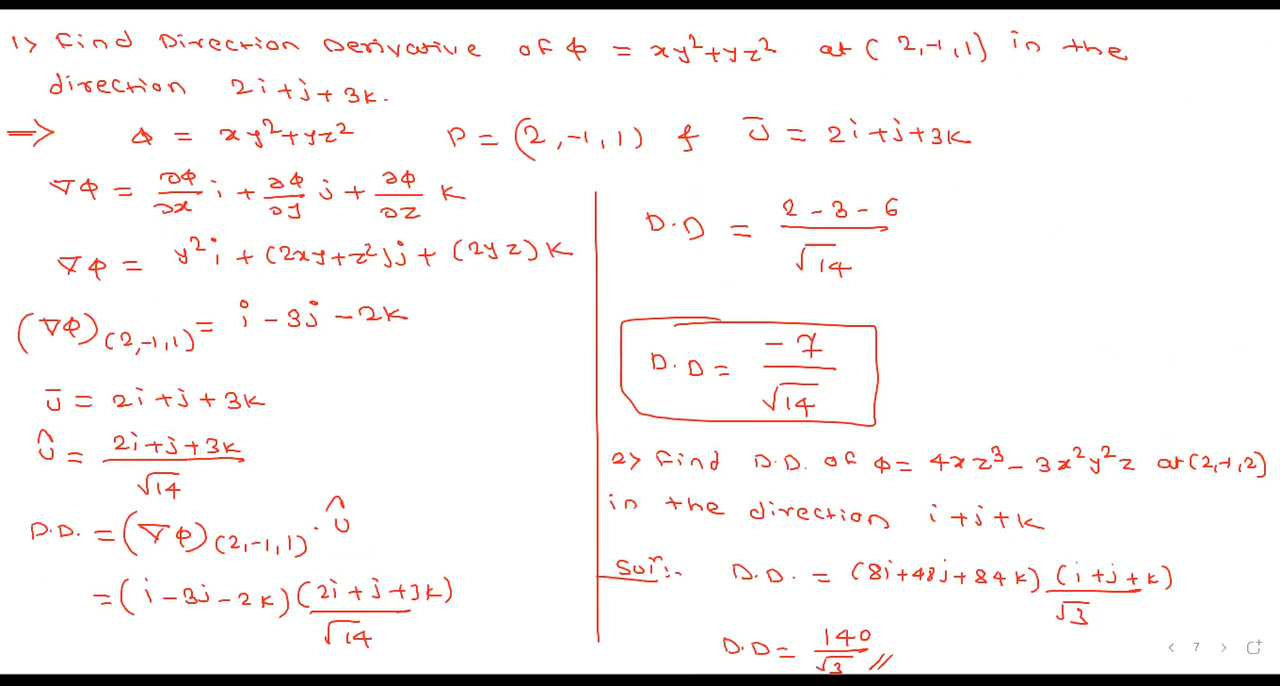 1) Find Direction Derivative of Φ = xy²+yz² at (2,-1,1) in the
direction 2i+j+3k.
⇒ Φ = xy²+yz² P = (2,-1,1) & U̅ = 2i+j+3k
∇Φ = ∂Φ/∂x i + ∂Φ/∂y j + ∂Φ/∂z k
∇Φ = y²i + (2xy+z²)j + (2yz)k
(∇Φ)(2,-1,1) = i - 3j - 2k
U̅ = 2i+j+3k
Û = 2i+j+3k / √14
D.D. = (∇Φ)(2,-1,1) · Û
= (i-3j-2k) (2i+j+3k) / √14
D.D = 2-3-6 / √14
D.D = -7 / √14
2) Find D.D. of Φ = 4xz³ - 3x²y²z at (2,-1,2)
in the direction i+j+k
Solⁿ:- D.D. = (8i+48j+84k) (i+j+k) / √3
D.D = 140 / √3 //
< 7 >